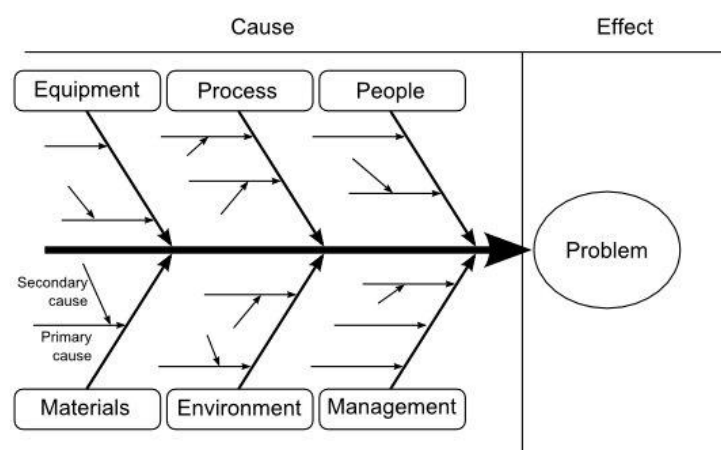 Cause
Effect
Equipment
Process
People
Problem
Secondary
cause
Primary
cause
Materials
Environment
Management